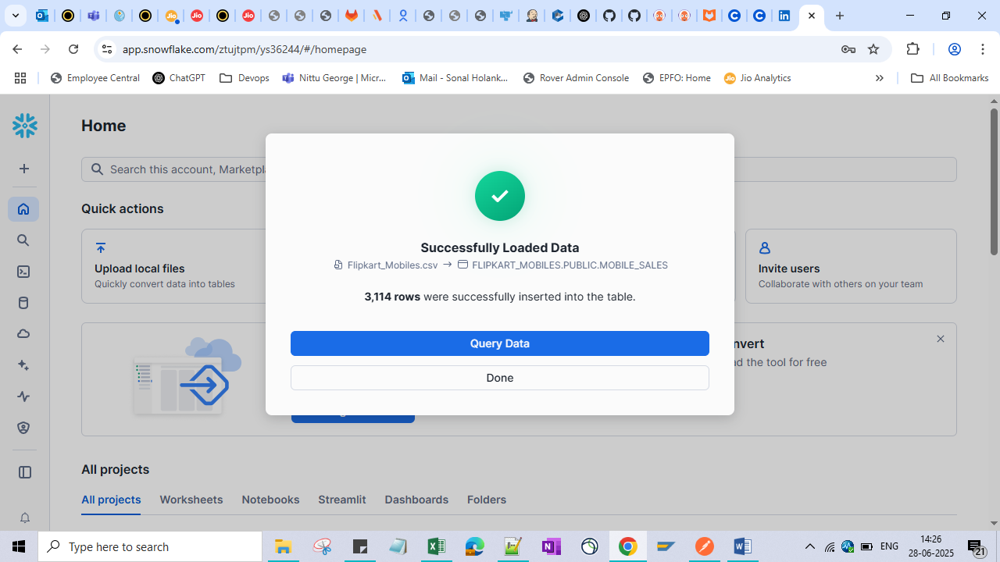 app.snowflake.com/ztujtpm/ys36244/#/homepage
Employee Central
ChatGPT
Devops
Nittu George | Micr...
Mail - Sonal Holank...
Rover Admin Console
EPFO: Home
Jio Analytics
All Bookmarks
Home
Search this account, Marketpla
Quick actions
Upload local files
Quickly convert data into tables
Invite users
Collaborate with others on your team
Successfully Loaded Data
Flipkart_Mobiles.csv → FLIPKART_MOBILES.PUBLIC.MOBILE_SALES
3,114 rows were successfully inserted into the table.
Query Data
Done
nvert
ad the tool for free
All projects
All projects Worksheets Notebooks Streamlit Dashboards Folders
Type here to search
ENG
14:26
28-06-2025
21